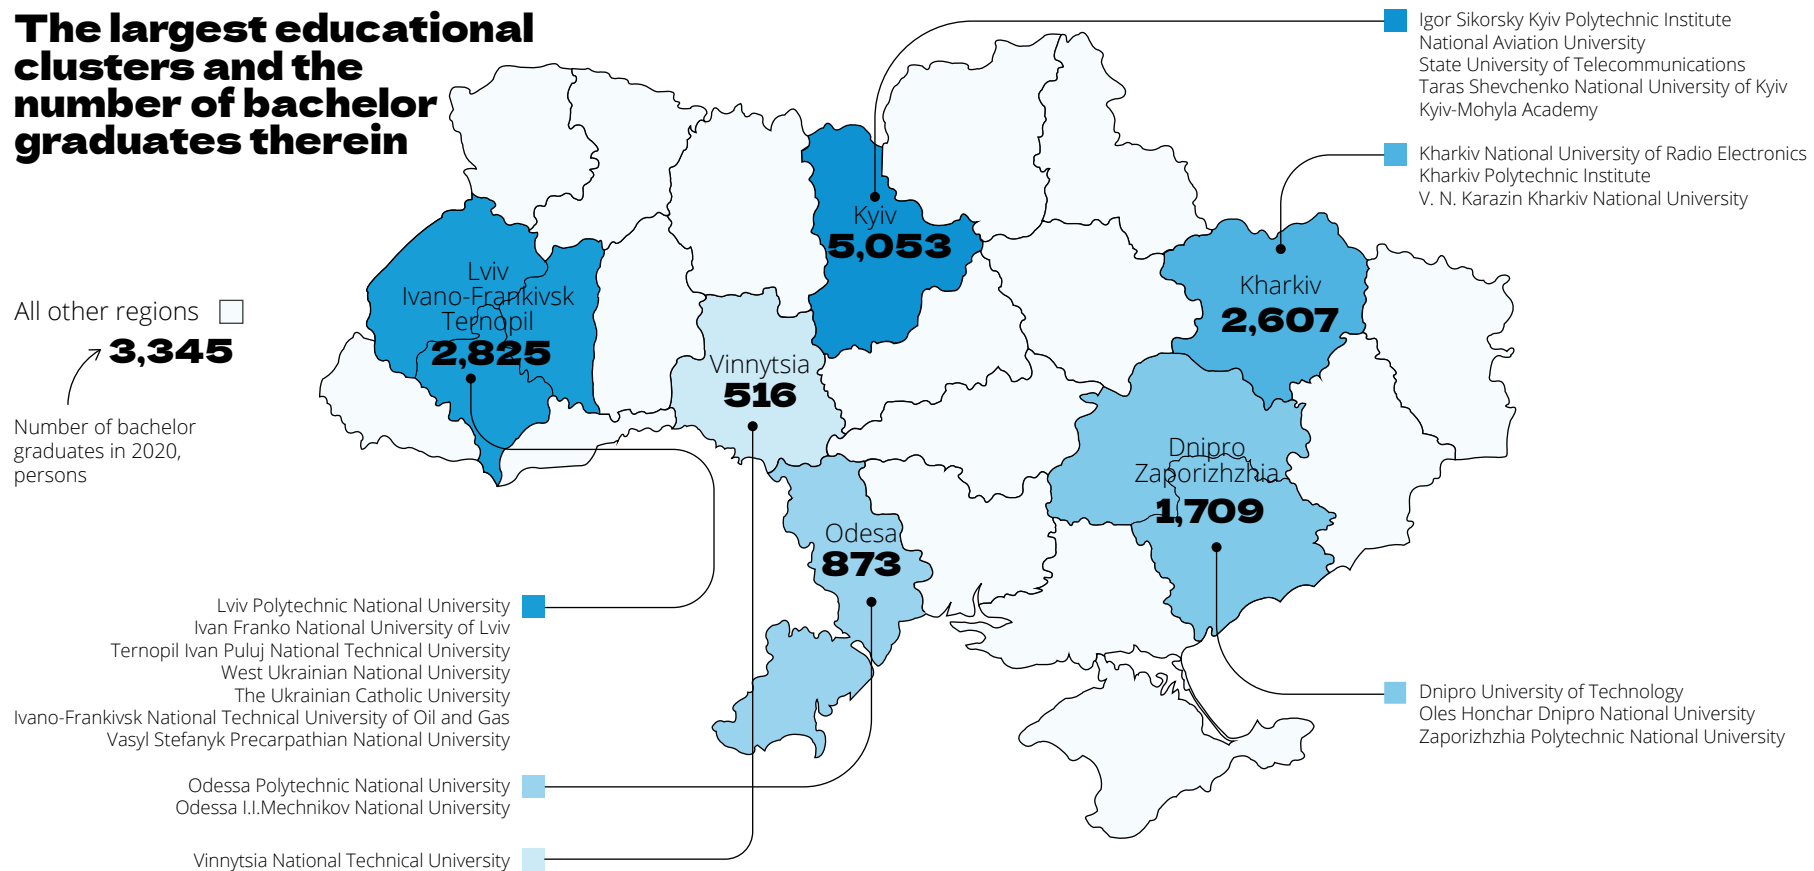 The largest educational
clusters and the
number of bachelor
graduates therein
All other regions
3,345
Number of bachelor
graduates in 2020,
persons
Lviv
Ivano-Frankivsk
Ternopil
2,825
Kyiv
5,053
Kharkiv
2,607
Vinnytsia
516
Dnipro
Zaporizhzhia
1,709
Odesa
873
Igor Sikorsky Kyiv Polytechnic Institute
National Aviation University
State University of Telecommunications
Taras Shevchenko National University of Kyiv
Kyiv-Mohyla Academy
Kharkiv National University of Radio Electronics
Kharkiv Polytechnic Institute
V. N. Karazin Kharkiv National University
Lviv Polytechnic National University
Ivan Franko National University of Lviv
Ternopil Ivan Puluj National Technical University
West Ukrainian National University
The Ukrainian Catholic University
Ivano-Frankivsk National Technical University of Oil and Gas
Vasyl Stefanyk Precarpathian National University
Odessa Polytechnic National University
Odessa I.I.Mechnikov National University
Vinnytsia National Technical University
Dnipro University of Technology
Oles Honchar Dnipro National University
Zaporizhzhia Polytechnic National University